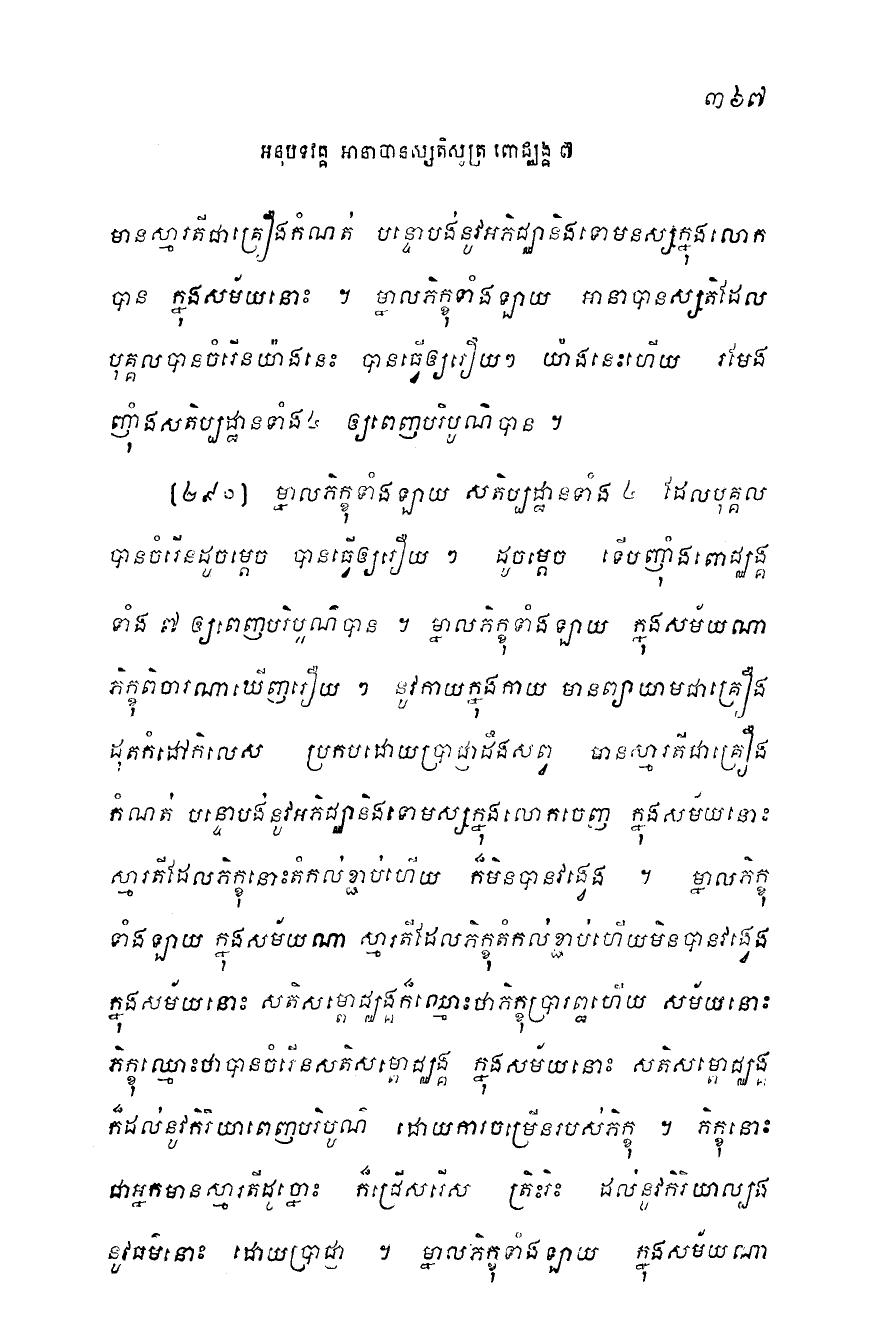 ៣៦៧
អនុបទវគ្គ អានាបានស្សតិសូត្រ ពោជ្ឈង្គ ៧
មានស្មារតីជាគ្រឿងកំណត់ បន្ទោបង់នូវអភិជ្ឈានិងទោមនស្សក្នុងលោក
បាន ក្នុងសម័យនោះ ។ ម្នាលភិក្ខុទាំងឡាយ អានាបានស្សតិដែល
បុគ្គលបានចំរើនយ៉ាងនេះ បានធ្វើឲ្យរឿយៗ យ៉ាងនេះហើយ រមែង
ញុំាងសតិប្បដ្ឋានទាំង៤ ឲ្យពេញបរិបូណ៌បាន ។
[២៩០] ម្នាលភិក្ខុទាំងឡាយ សតិប្បដ្ឋានទាំង ៤ ដែលបុគ្គល
បានចំរើនដូចម្តេច បានធ្វើឲ្យរឿយ ៗ ដូចម្តេច ទើបញុំាងពោជ្ឈង្គ
ទាំង ៧ ឲ្យពេញបរិបូណ៌បាន ។ ម្នាលភិក្ខុទាំងឡាយ ក្នុងសម័យណា
ភិក្ខុពិចារណាឃើញរឿយ ៗ នូវកាយក្នុងកាយ មានព្យាយាមជាគ្រឿង
ដុតកំដៅកិលេស ប្រកបដោយប្រាជ្ញាដឹងសព្វ មានស្មារតីជាគ្រឿង
កំណត់ បន្ទោបង់នូវអភិជ្ឈានិងទោមស្សក្នុងលោកចេញ ក្នុងសម័យនោះ
ស្មារតីដែលភិក្ខុនោះតំកល់ខ្ជាប់ហើយ ក៏មិនបានវង្វេង ។ ម្នាលភិក្ខុ
ទាំងឡាយ ក្នុងសម័យណា ស្មារតីដែលភិក្ខុតំកល់ខ្ជាប់ហើយមិនបានវង្វេង
ក្នុងសម័យនោះ សតិសម្ពោជ្ឈង្គក៏ឈ្មោះថាភិក្ខុប្រារព្ធហើយ សម័យនោះ
ភិក្ខុឈ្មោះថាបានចំរើនសតិសម្ពោជ្ឈង្គ ក្នុងសម័យនោះ សតិសម្ពោជ្ឈង្គ
ក៏ដល់នូវកិរិយាពេញបរិបូណ៌ ដោយការចម្រើនរបស់ភិក្ខុ ។ ភិក្ខុនោះ
ជាអ្នកមានស្មារតីដូច្នោះ ក៏ជ្រើសរើស ត្រិះរិះ ដល់នូវកិរិយាល្បង
នូវធម៌នោះ ដោយប្រាជ្ញា ។ ម្នាលភិក្ខុទាំងឡាយ ក្នុងសម័យណា